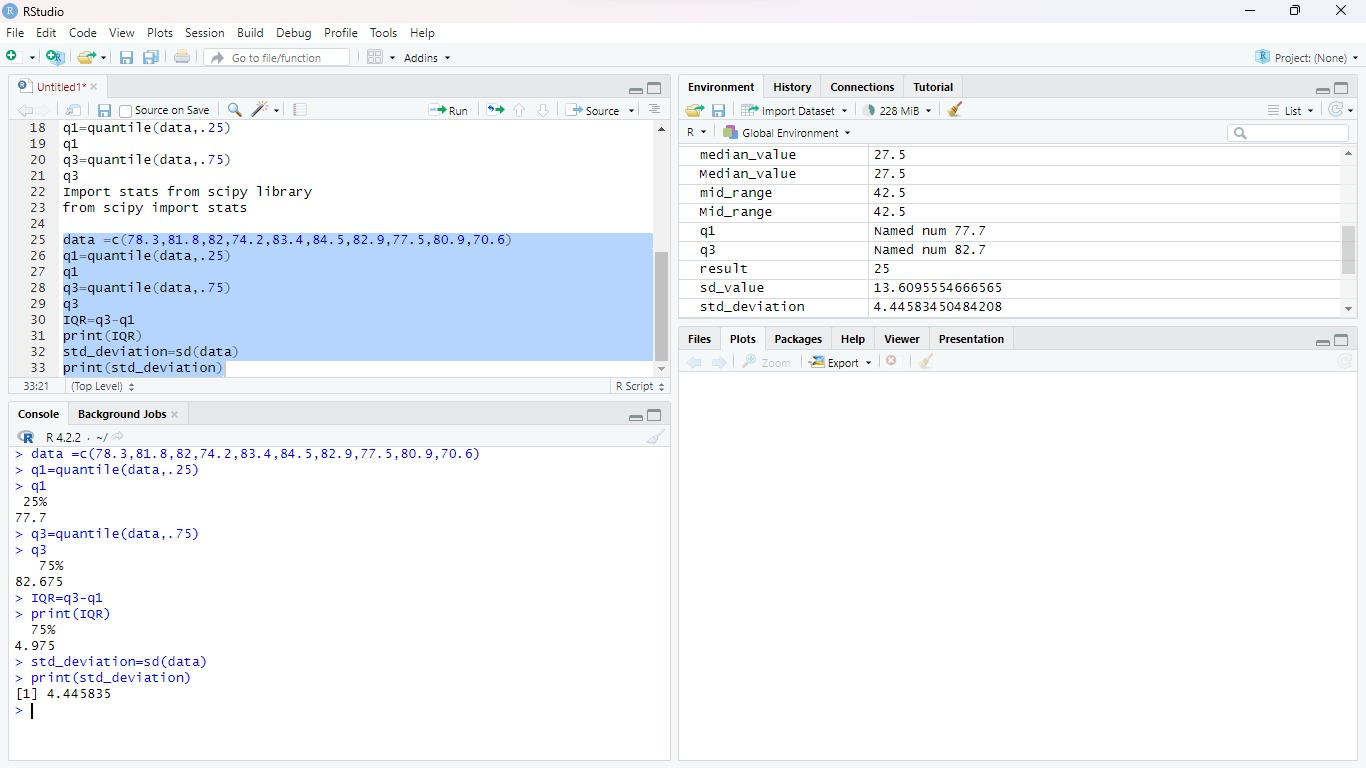 RStudio
File Edit Code View Plots Session Build Debug Profile Tools Help
Go to file/function Addins Project: (None)
Untitled1*
Source on Save Run Source
18 q1=quantile(data,.25)
19 q1
20 q3=quantile(data,.75)
21 q3
22 Import stats from scipy library
23 from scipy import stats
24
25 data =c(78.3,81.8,82,74.2,83.4,84.5,82.9,77.5,80.9,70.6)
26 q1=quantile(data,.25)
27 q1
28 q3=quantile(data,.75)
29 q3
30 IQR=q3-q1
31 print(IQR)
32 std_deviation=sd(data)
33 print(std_deviation)
33:21 (Top Level) R Script
Console Background Jobs
R 4.2.2 · ~/
> data =c(78.3,81.8,82,74.2,83.4,84.5,82.9,77.5,80.9,70.6)
> q1=quantile(data,.25)
> q1
25%
77.7
> q3=quantile(data,.75)
> q3
75%
82.675
> IQR=q3-q1
> print(IQR)
75%
4.975
> std_deviation=sd(data)
> print(std_deviation)
[1] 4.445835
>
Environment History Connections Tutorial
Import Dataset 228 MiB List
R Global Environment
median_value 27.5
Median_value 27.5
mid_range 42.5
Mid_range 42.5
q1 Named num 77.7
q3 Named num 82.7
result 25
sd_value 13.6095554666565
std_deviation 4.44583450484208
Files Plots Packages Help Viewer Presentation
Zoom Export